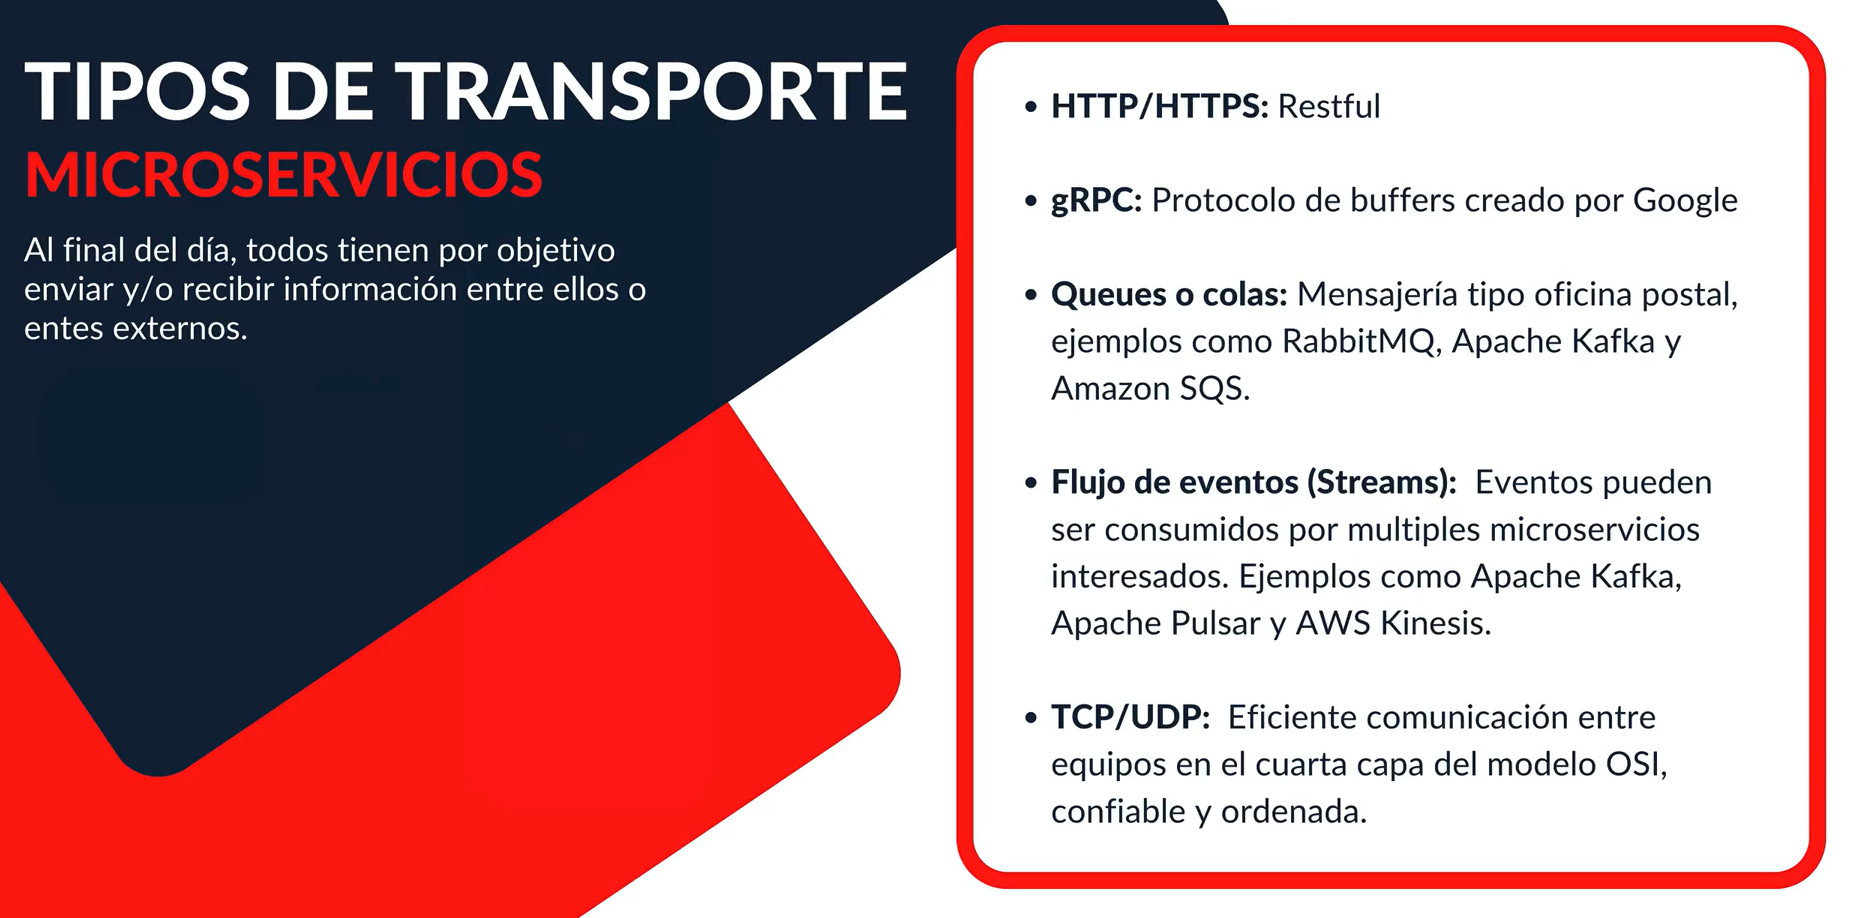 TIPOS DE TRANSPORTE
MICROSERVICIOS
Al final del día, todos tienen por objetivo
enviar y/o recibir información entre ellos o
entes externos.
• HTTP/HTTPS: Restful
• gRPC: Protocolo de buffers creado por Google
• Queues o colas: Mensajería tipo oficina postal,
ejemplos como RabbitMQ, Apache Kafka y
Amazon SQS.
• Flujo de eventos (Streams): Eventos pueden
ser consumidos por multiples microservicios
interesados. Ejemplos como Apache Kafka,
Apache Pulsar y AWS Kinesis.
• TCP/UDP: Eficiente comunicación entre
equipos en el cuarta capa del modelo OSI,
confiable y ordenada.